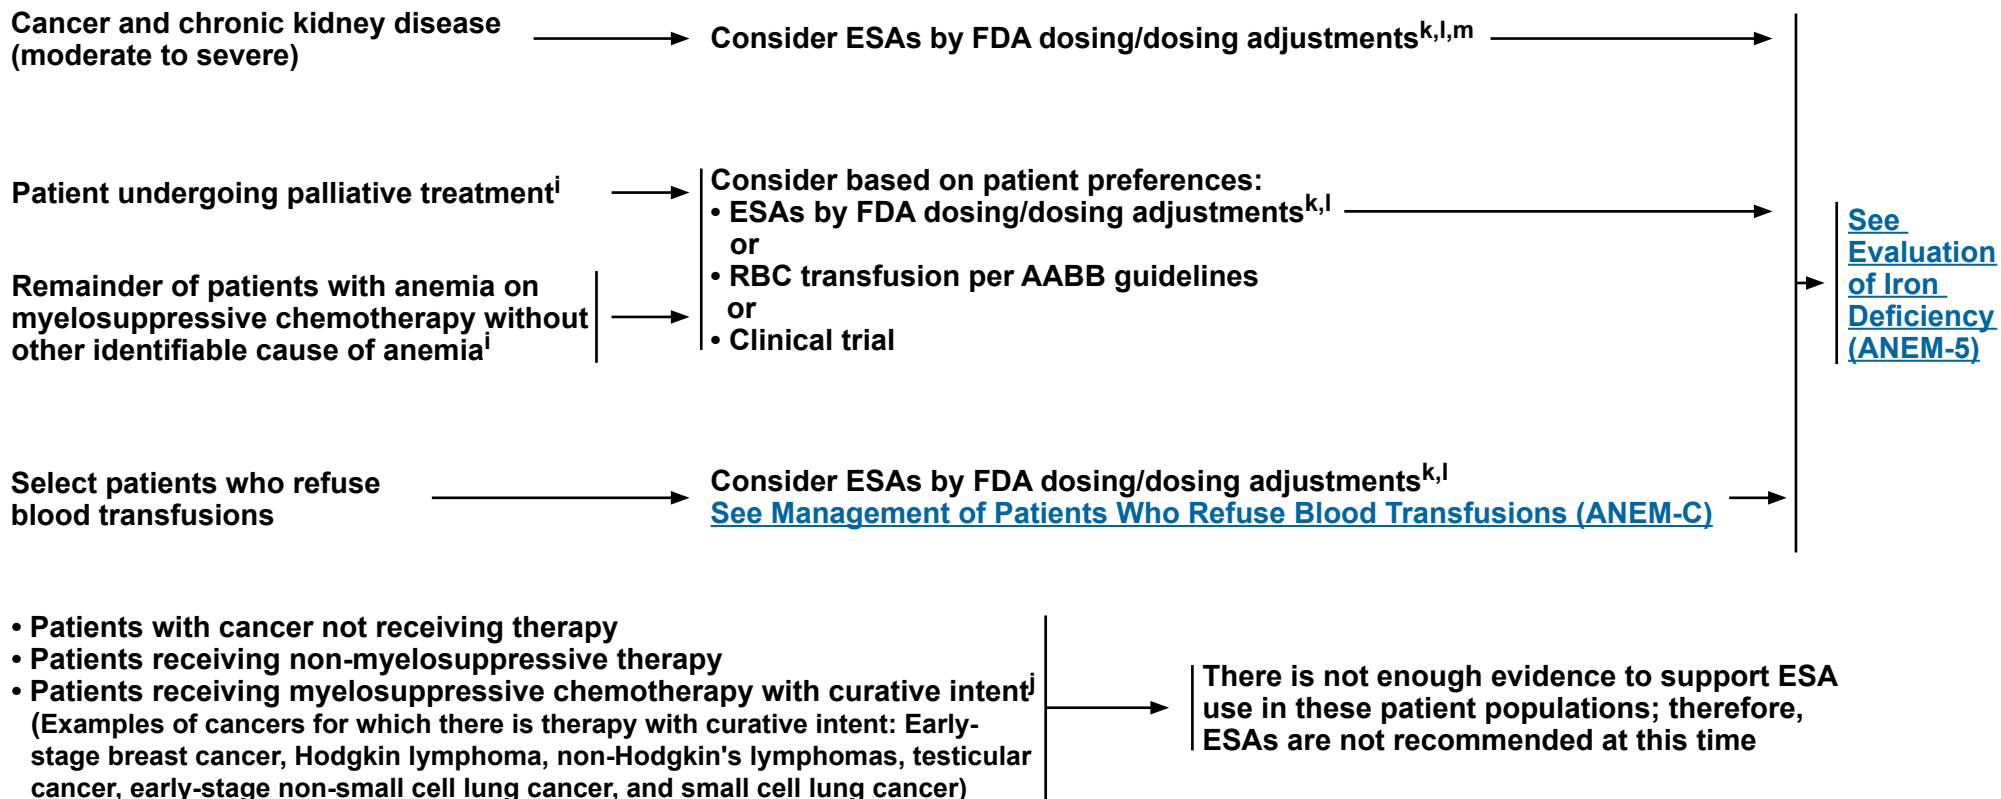 Cancer and chronic kidney disease
(moderate to severe)
Consider ESAs by FDA dosing/dosing adjustmentsk,l,m
Patient undergoing palliative treatmenti
Remainder of patients with anemia on
myelosuppressive chemotherapy without
other identifiable cause of anemiai
Consider based on patient preferences:
• ESAs by FDA dosing/dosing adjustmentsk,l
or
• RBC transfusion per AABB guidelines
or
• Clinical trial
Select patients who refuse
blood transfusions
Consider ESAs by FDA dosing/dosing adjustmentsk,l
See Management of Patients Who Refuse Blood Transfusions (ANEM-C)
See
Evaluation
of Iron
Deficiency
(ANEM-5)
• Patients with cancer not receiving therapy
• Patients receiving non-myelosuppressive therapy
• Patients receiving myelosuppressive chemotherapy with curative intentj
(Examples of cancers for which there is therapy with curative intent: Early-
stage breast cancer, Hodgkin lymphoma, non-Hodgkin's lymphomas, testicular
cancer, early-stage non-small cell lung cancer, and small cell lung cancer)
There is not enough evidence to support ESA
use in these patient populations; therefore,
ESAs are not recommended at this time